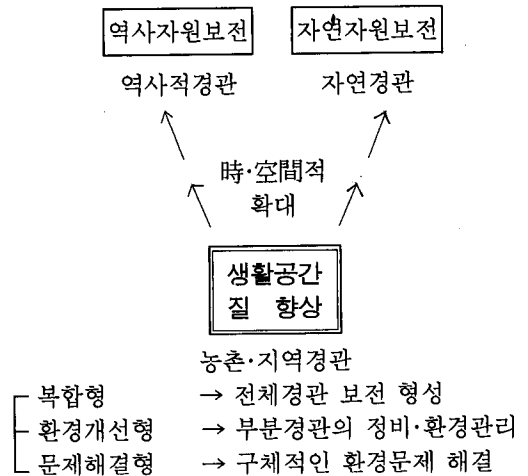 역사자원보전 자연자원보전
역사적경관 자연경관
時·空間적
확대
생활공간
질 향상
농촌·지역경관
복합형 → 전체경관 보전 형성
환경개선형 → 부분경관의 정비·환경관리
문제해결형 → 구체적인 환경문제 해결